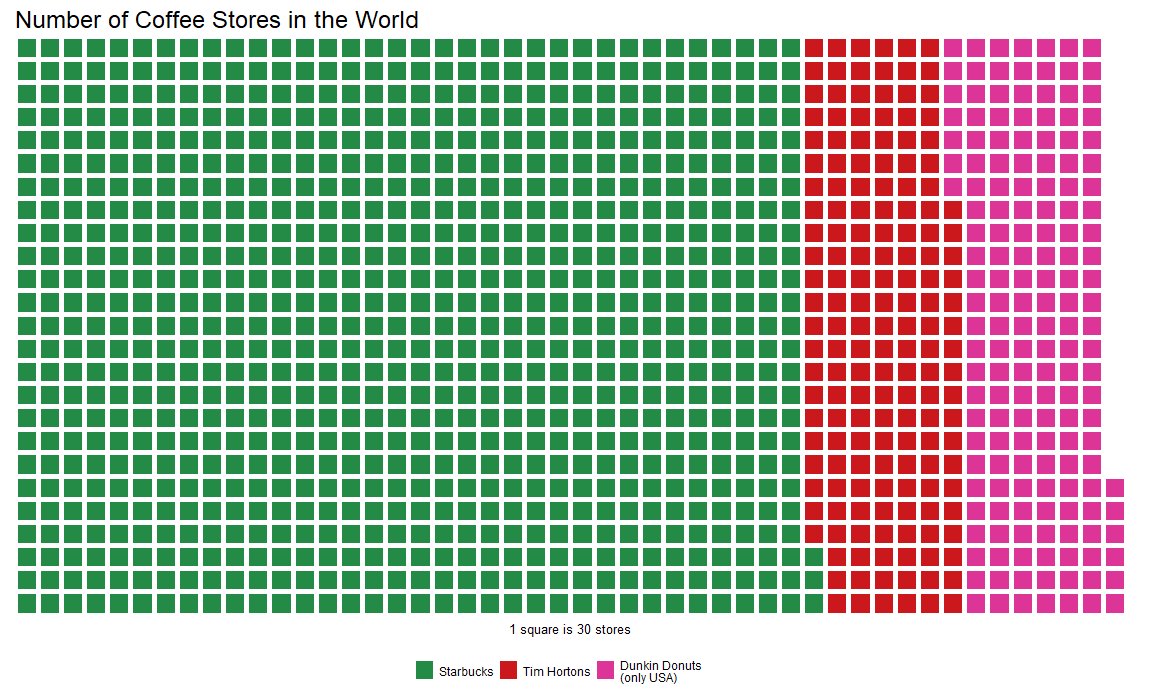 Number of Coffee Stores in the World
1 square is 30 stores
Starbucks
Tim Hortons
Dunkin Donuts
(only USA)